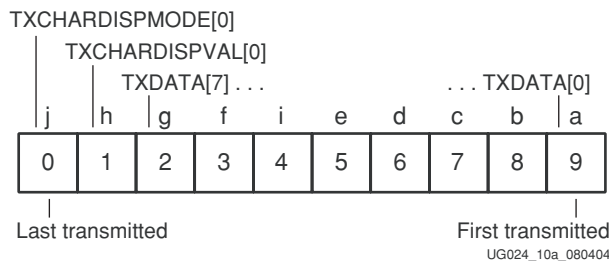 TXCHARDISPMODE[0]
TXCHARDISPVAL[0]
TXDATA[7] . . . . . . TXDATA[0]
j h g f i e d c b a
0 1 2 3 4 5 6 7 8 9
Last transmitted First transmitted
UG024_10a_080404